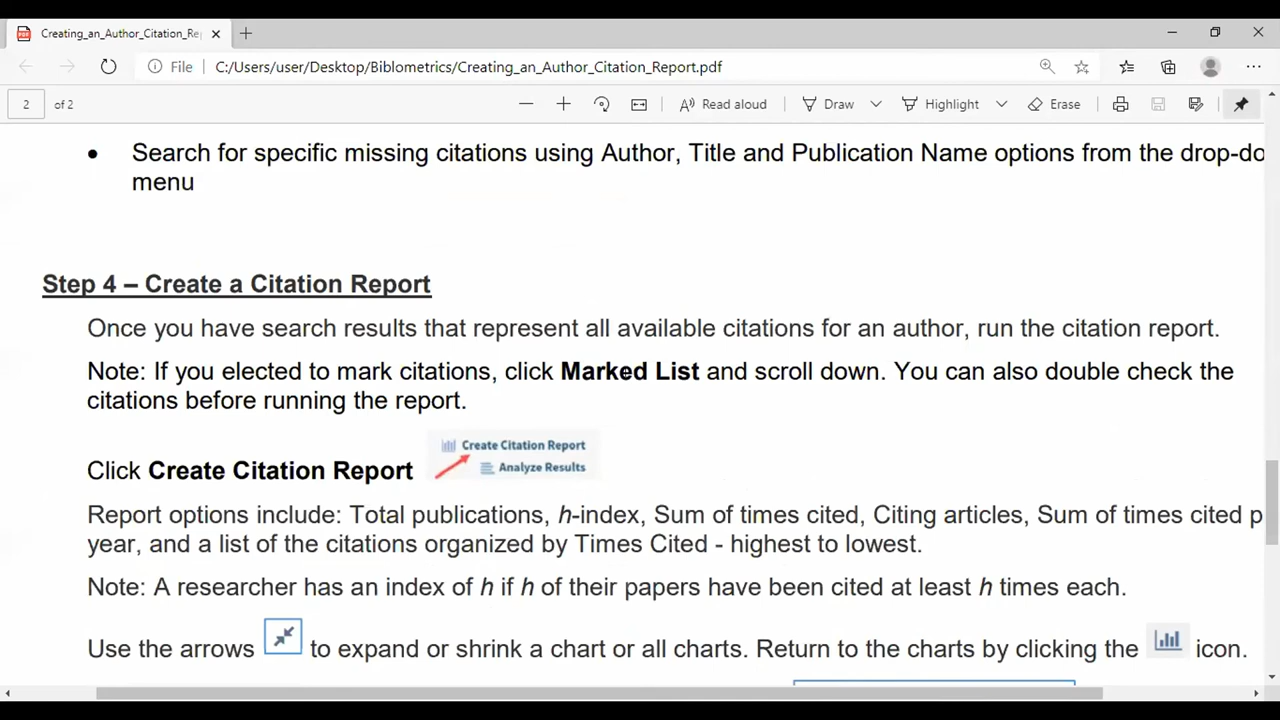 Creating_an_Author_Citation_Re
File C:/Users/user/Desktop/Biblometrics/Creating_an_Author_Citation_Report.pdf
2 of 2 Read aloud Draw Highlight Erase
• Search for specific missing citations using Author, Title and Publication Name options from the drop-do
menu
Step 4 – Create a Citation Report
Once you have search results that represent all available citations for an author, run the citation report.
Note: If you elected to mark citations, click Marked List and scroll down. You can also double check the
citations before running the report.
Create Citation Report
Click Create Citation Report
Analyze Results
Report options include: Total publications, h-index, Sum of times cited, Citing articles, Sum of times cited p
year, and a list of the citations organized by Times Cited - highest to lowest.
Note: A researcher has an index of h if h of their papers have been cited at least h times each.
Use the arrows to expand or shrink a chart or all charts. Return to the charts by clicking the icon.